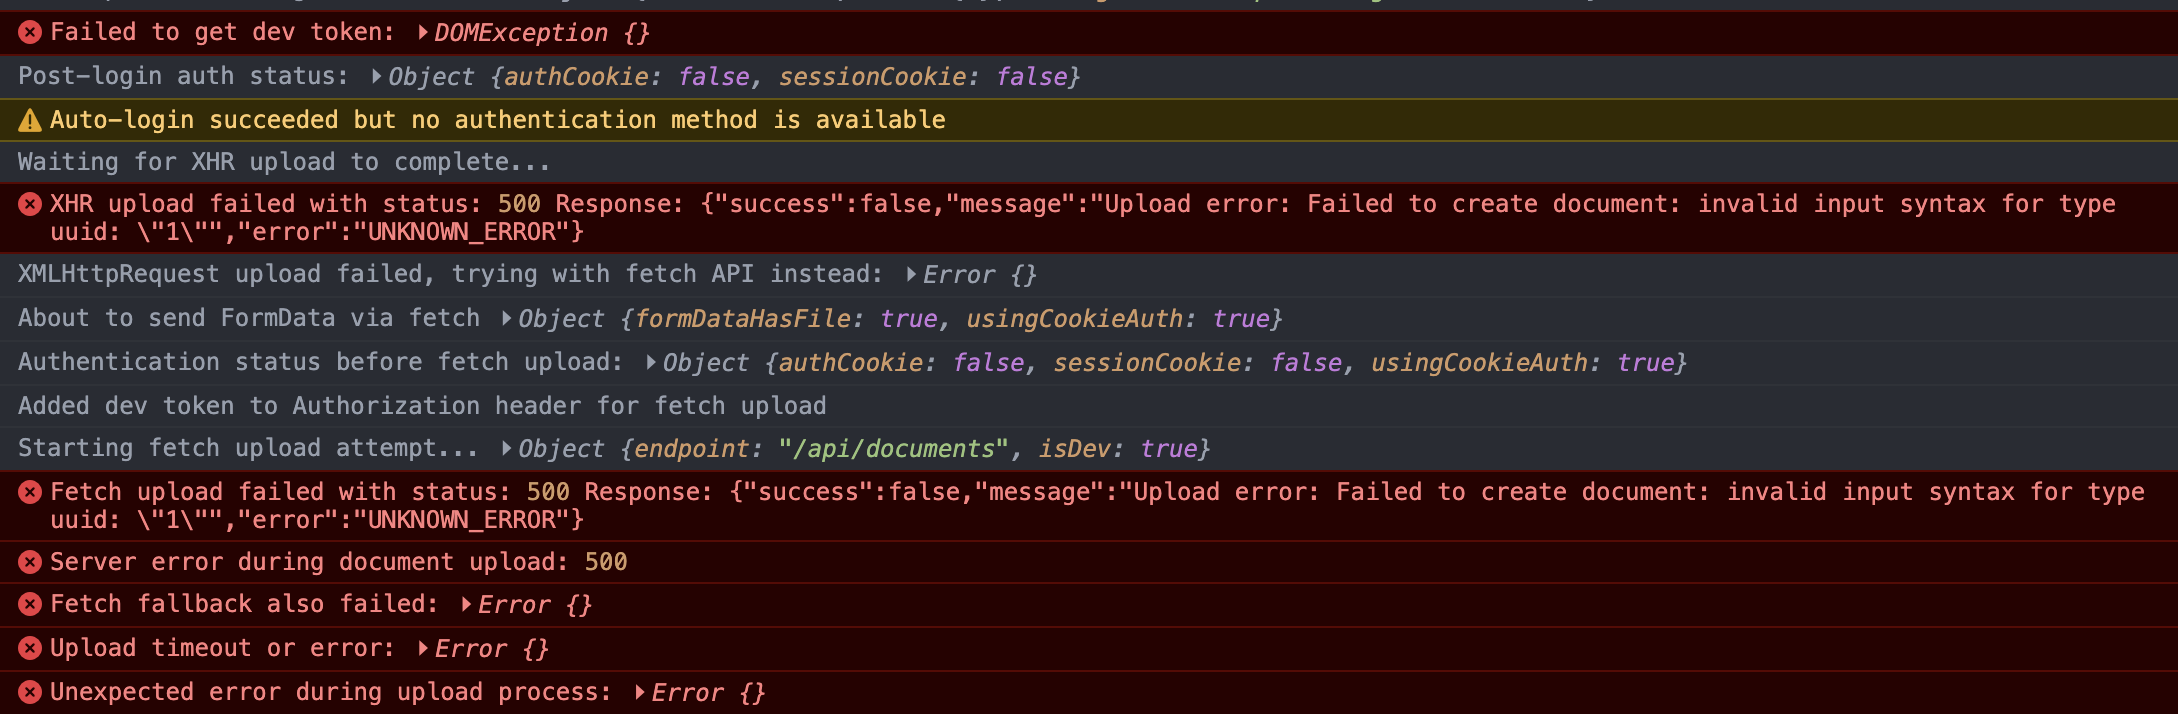 Failed to get dev token: ▶DOMException {}
Post-login auth status: ▶Object {authCookie: false, sessionCookie: false}
Auto-login succeeded but no authentication method is available
Waiting for XHR upload to complete...
XHR upload failed with status: 500 Response: {"success":false,"message":"Upload error: Failed to create document: invalid input syntax for type
uuid: \"1\"","error":"UNKNOWN_ERROR"}
XMLHttpRequest upload failed, trying with fetch API instead: ▶Error {}
About to send FormData via fetch ▶Object {formDataHasFile: true, usingCookieAuth: true}
Authentication status before fetch upload: ▶Object {authCookie: false, sessionCookie: false, usingCookieAuth: true}
Added dev token to Authorization header for fetch upload
Starting fetch upload attempt... ▶Object {endpoint: "/api/documents", isDev: true}
Fetch upload failed with status: 500 Response: {"success":false,"message":"Upload error: Failed to create document: invalid input syntax for type
uuid: \"1\"","error":"UNKNOWN_ERROR"}
Server error during document upload: 500
Fetch fallback also failed: ▶Error {}
Upload timeout or error: ▶Error {}
Unexpected error during upload process: ▶Error {}